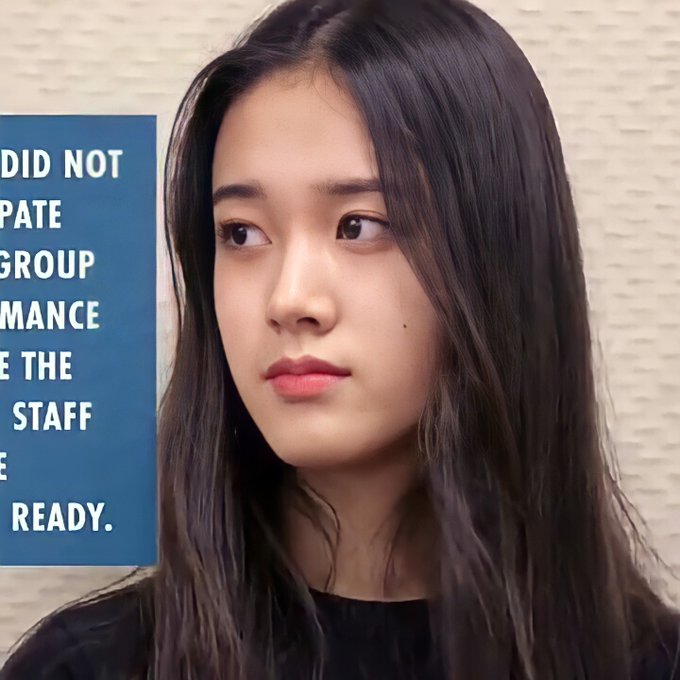 DID NOT
PATE
GROUP
MANCE
E THE
STAFF
E
READY.